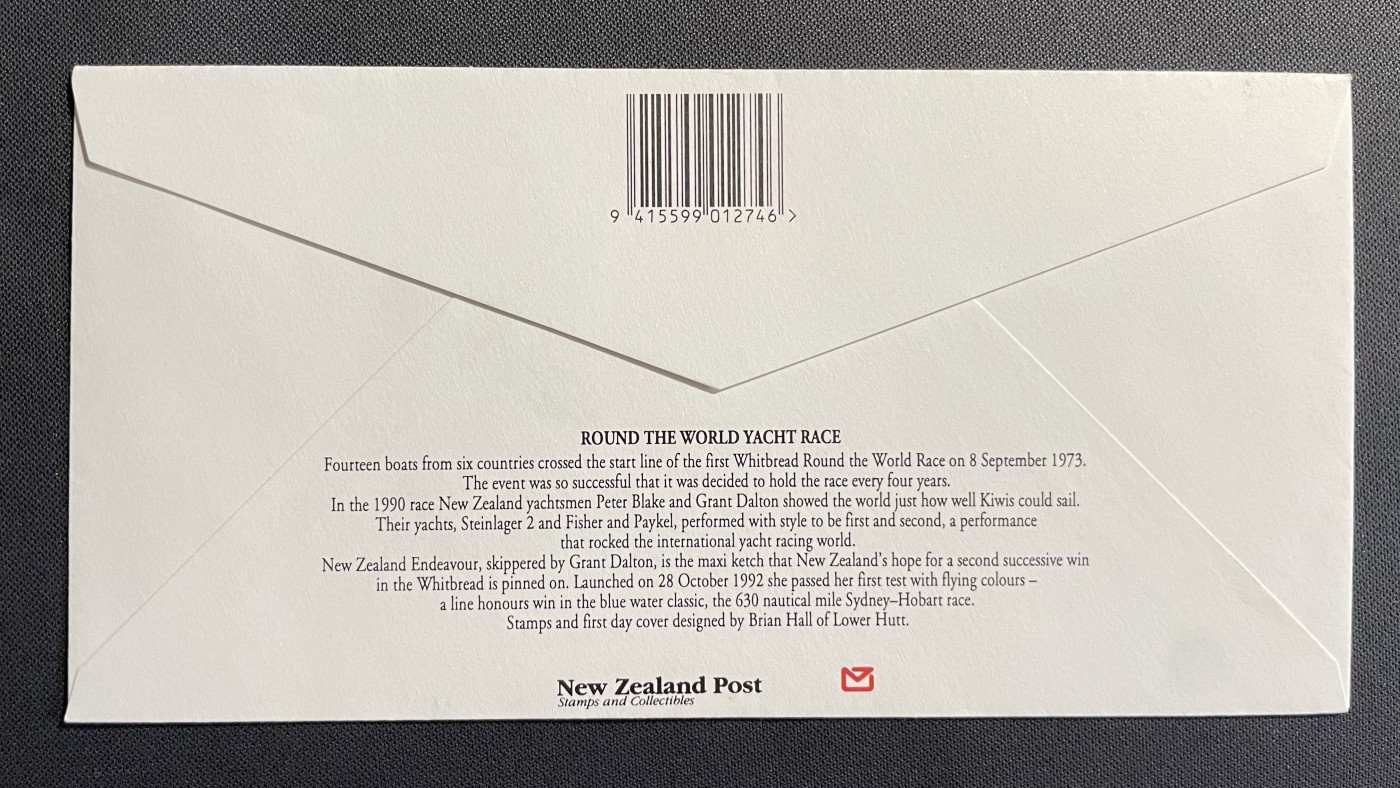 9 415599 012746 >
ROUND THE WORLD YACHT RACE
Fourteen boats from six countries crossed the start line of the first Whitbread Round the World Race on 8 September 1973.
The event was so successful that it was decided to hold the race every four years.
In the 1990 race New Zealand yachtsmen Peter Blake and Grant Dalton showed the world just how well Kiwis could sail.
Their yachts, Steinlager 2 and Fisher and Paykel, performed with style to be first and second, a performance
that rocked the international yacht racing world.
New Zealand Endeavour, skippered by Grant Dalton, is the maxi ketch that New Zealand's hope for a second successive win
in the Whitbread is pinned on. Launched on 28 October 1992 she passed her first test with flying colours –
a line honours win in the blue water classic, the 630 nautical mile Sydney–Hobart race.
Stamps and first day cover designed by Brian Hall of Lower Hutt.
New Zealand Post
Stamps and Collectibles